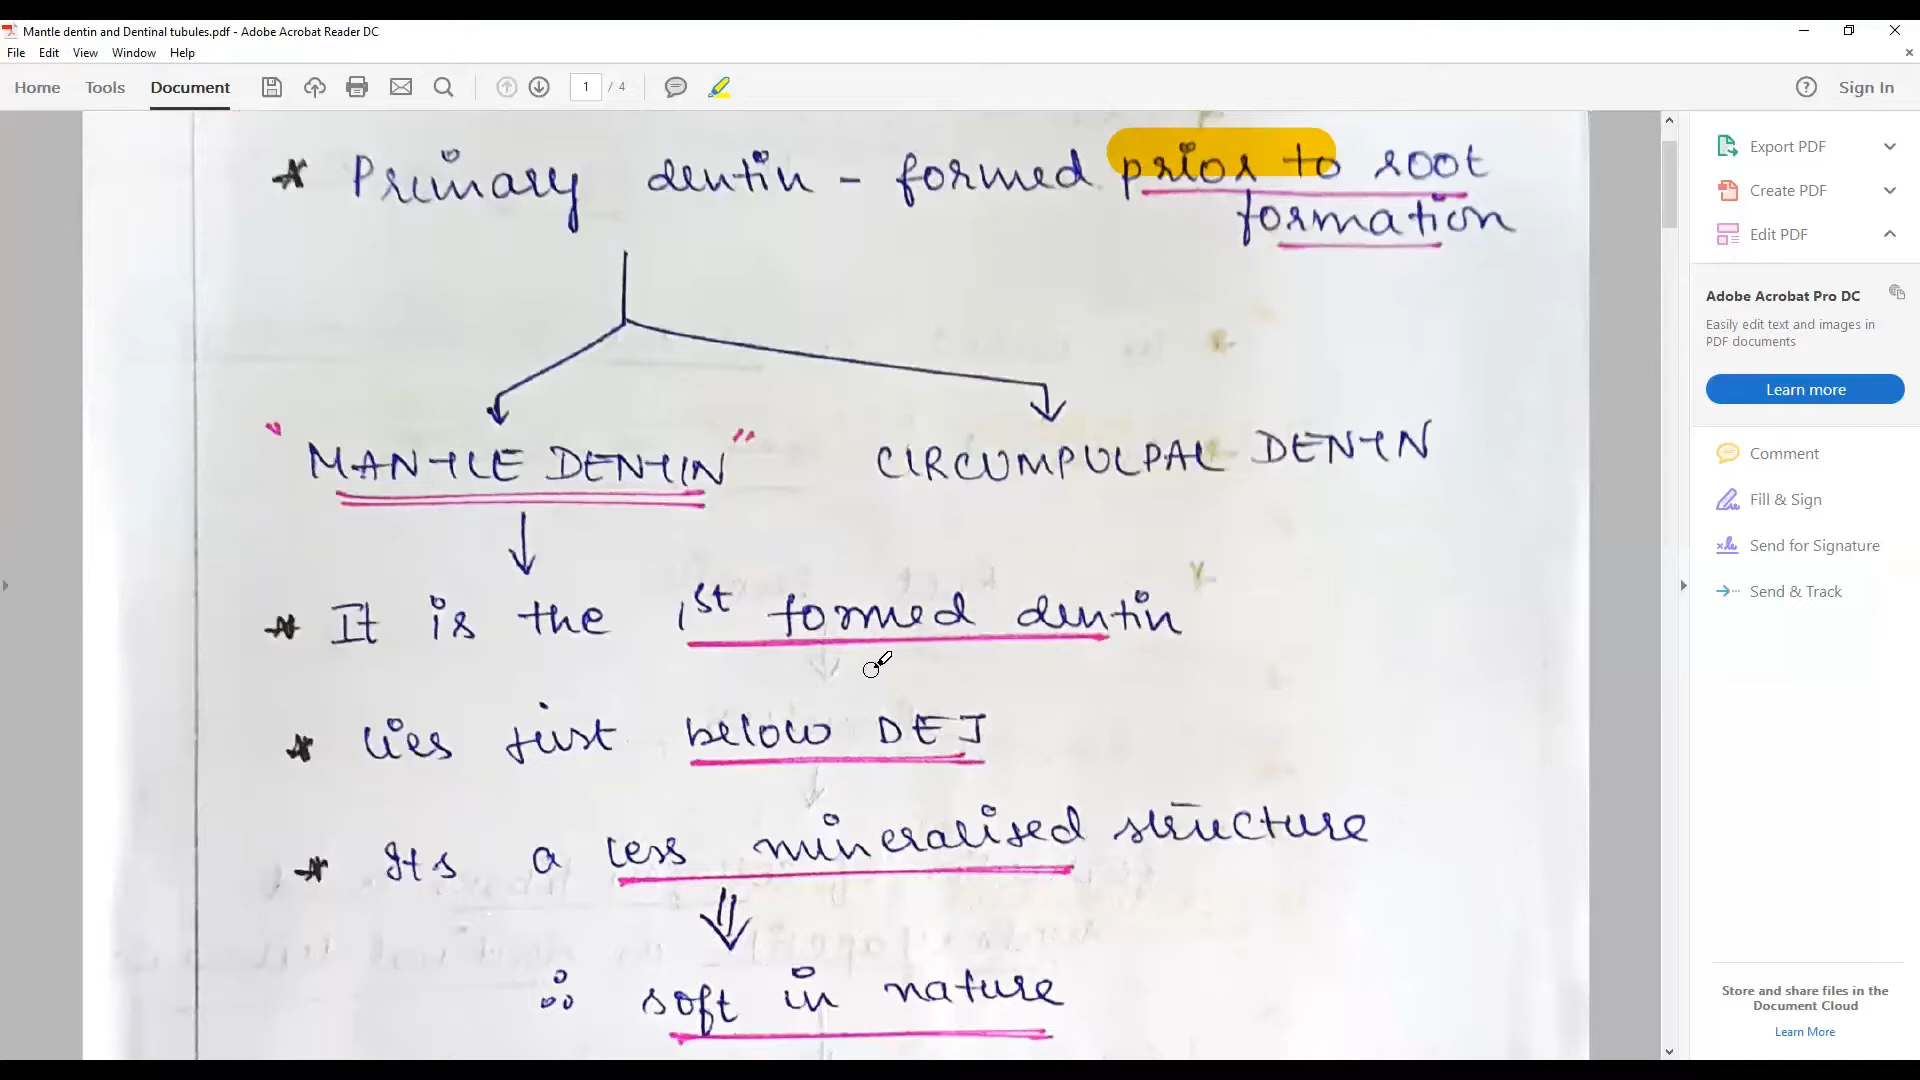 Mantle dentin and Dentinal tubules.pdf - Adobe Acrobat Reader DC
File Edit View Window Help
Home Tools Document 1 / 4 Sign In
* Primary dentin - formed prior to root
formation
"MANTLE DENTIN" CIRCUMPULPAL DENTIN
* It is the 1st formed dentin
* lies just below DEJ
* Its a less mineralised structure
∴ soft in nature
Export PDF
Create PDF
Edit PDF
Adobe Acrobat Pro DC
Easily edit text and images in
PDF documents
Learn more
Comment
Fill & Sign
Send for Signature
Send & Track
Store and share files in the
Document Cloud
Learn More